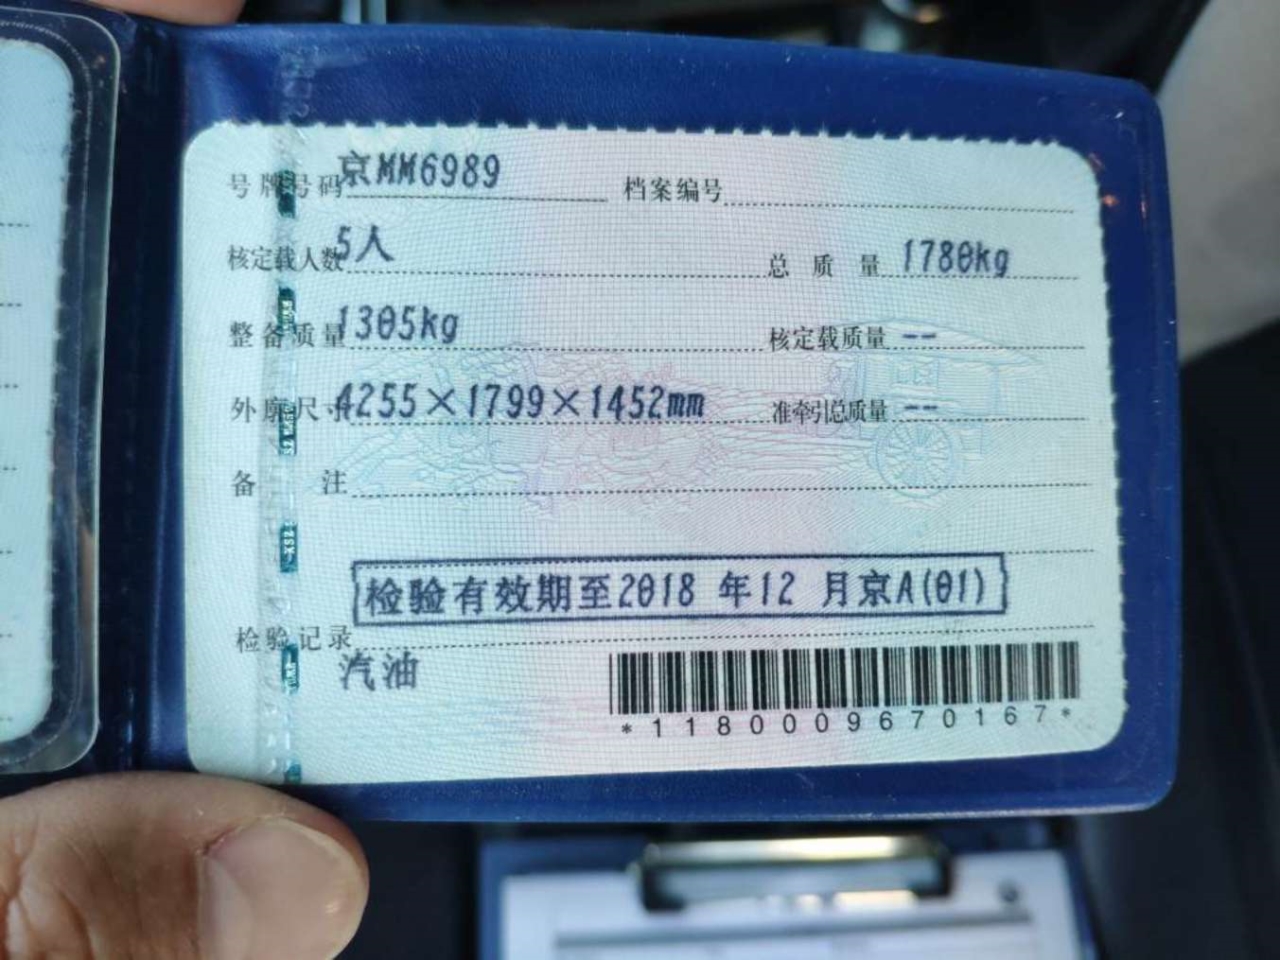 号牌号码 京MM6989 档案编号
核定载人数 5人 总质量 1780kg
整备质量 1305kg 核定载质量 --
外廓尺寸 4255×1799×1452mm 准牵引总质量 --
备注
检验有效期至2018 年12 月京A(01)
检验记录
汽油
*1180009670167*